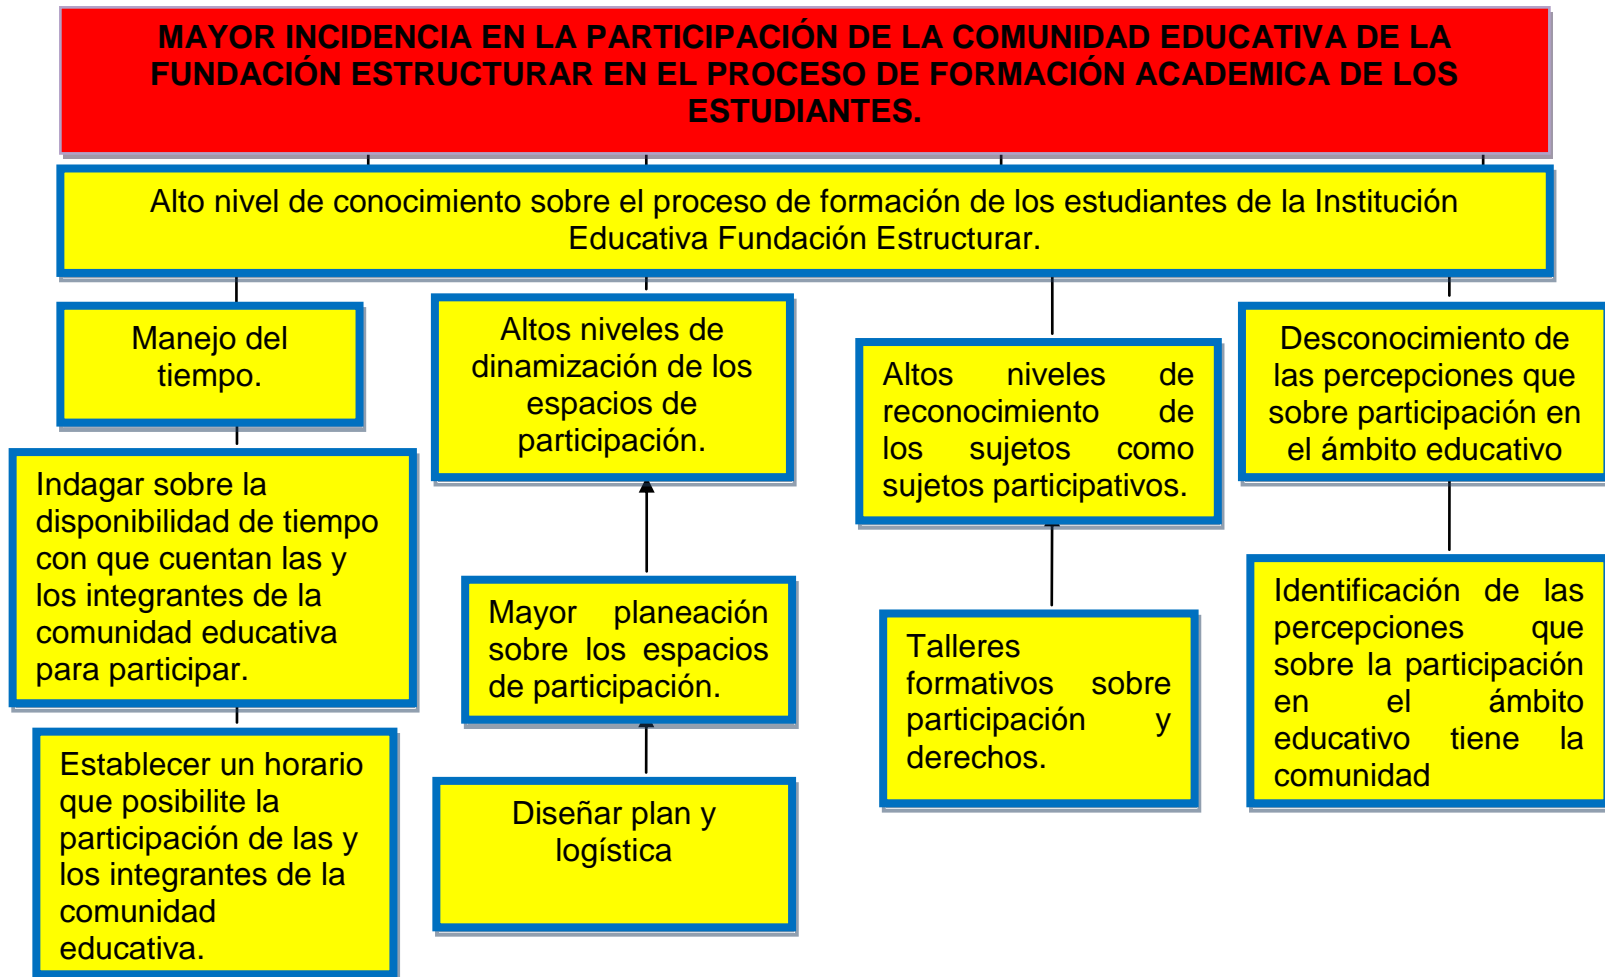 MAYOR INCIDENCIA EN LA PARTICIPACIÓN DE LA COMUNIDAD EDUCATIVA DE LA
FUNDACIÓN ESTRUCTURAR EN EL PROCESO DE FORMACIÓN ACADEMICA DE LOS
ESTUDIANTES.
Alto nivel de conocimiento sobre el proceso de formación de los estudiantes de la Institución
Educativa Fundación Estructurar.
Manejo del
tiempo.
Indagar sobre la
disponibilidad de tiempo
con que cuentan las y
los integrantes de la
comunidad educativa
para participar.
Establecer un horario
que posibilite la
participación de las y
los integrantes de la
comunidad
educativa.
Altos niveles de
dinamización de los
espacios de
participación.
Mayor planeación
sobre los espacios
de participación.
Diseñar plan y
logística
Altos niveles de
reconocimiento de
los sujetos como
sujetos participativos.
Talleres
formativos sobre
participación y
derechos.
Desconocimiento de
las percepciones que
sobre participación en
el ámbito educativo
Identificación de las
percepciones que
sobre la participación
en el ámbito
educativo tiene la
comunidad